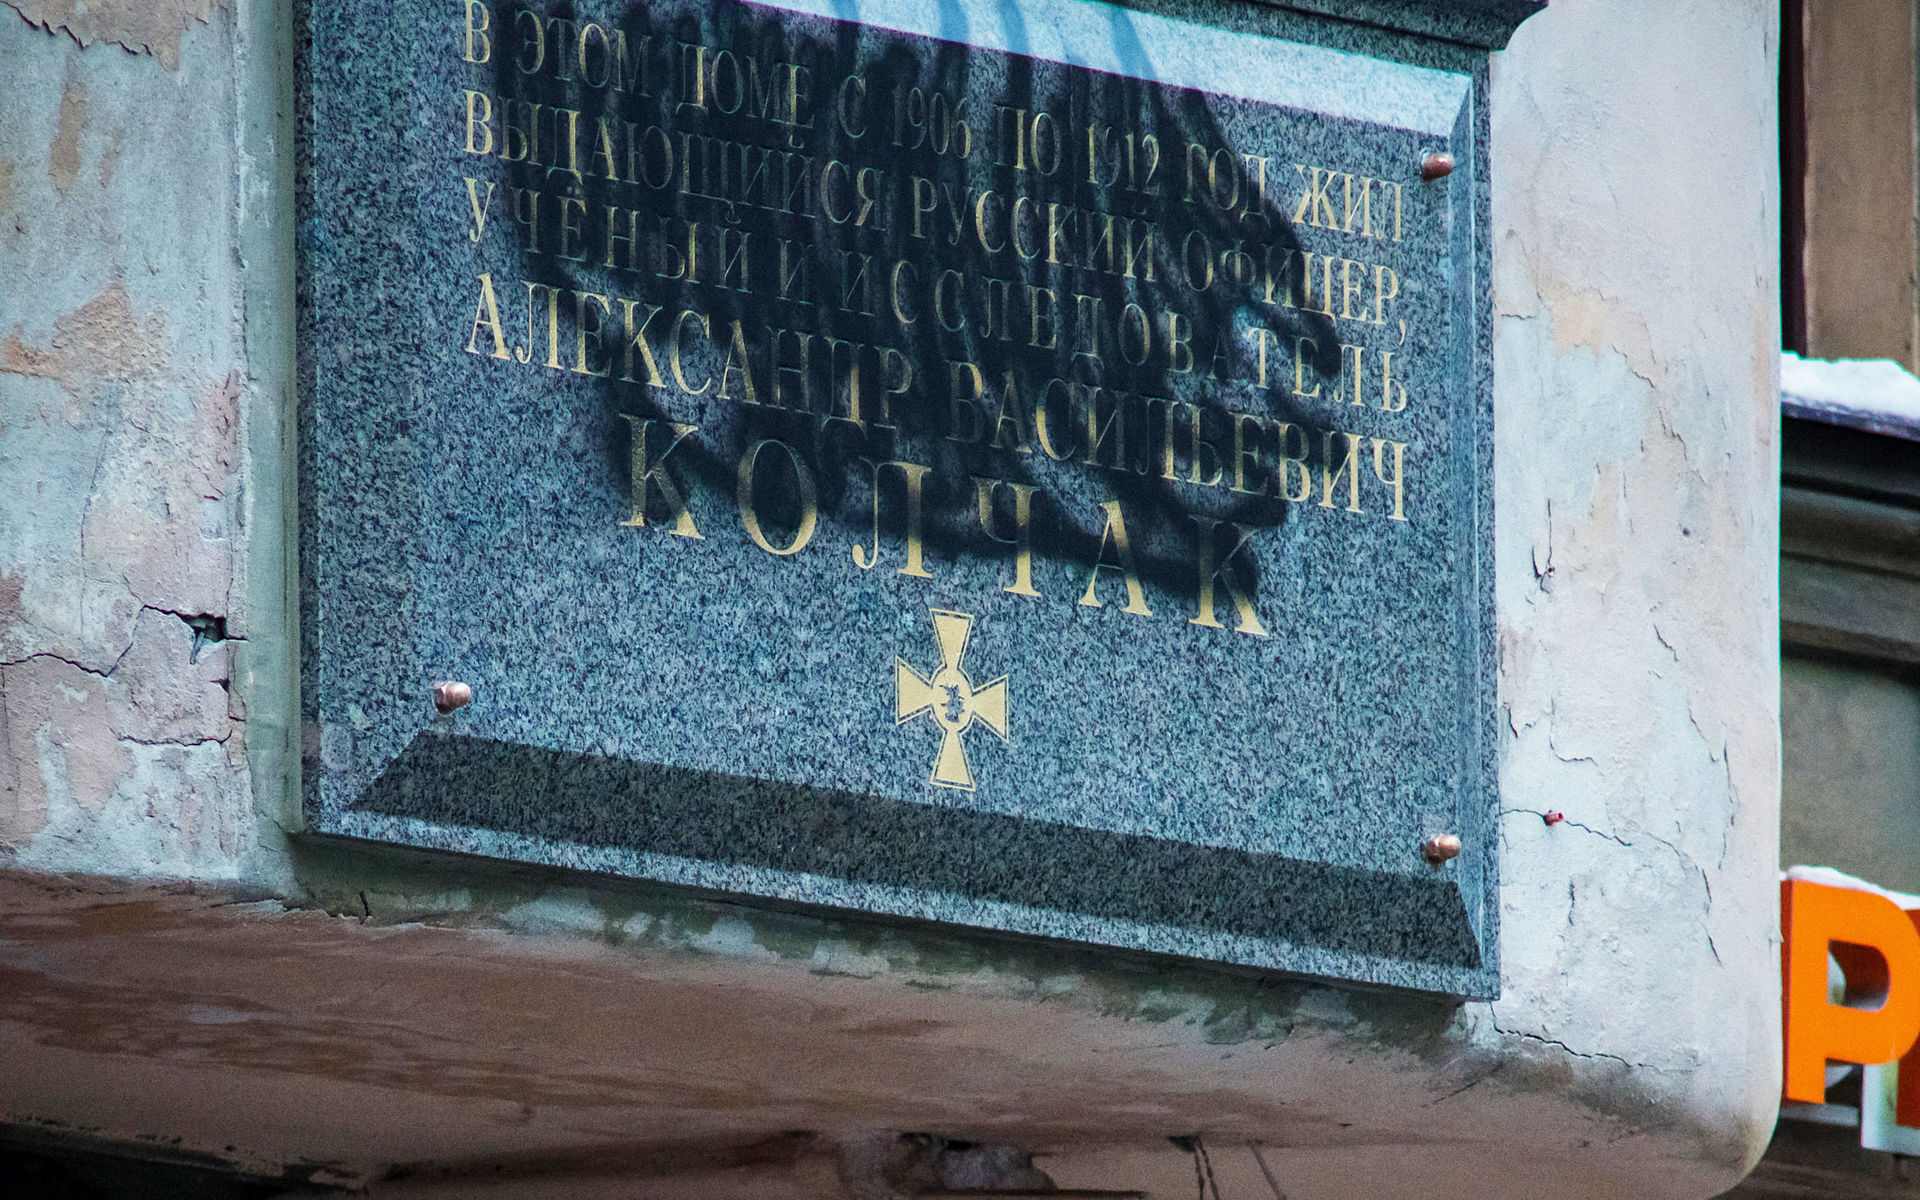 В ЭТОМ ДОМЕ С 1906 ПО 1912 ГОД ЖИЛ
ВЫДАЮЩИЙСЯ РУССКИЙ ОФИЦЕР,
УЧЁНЫЙ И ИССЛЕДОВАТЕЛЬ
АЛЕКСАНДР ВАСИЛЬЕВИЧ
КОЛЧАК
Р